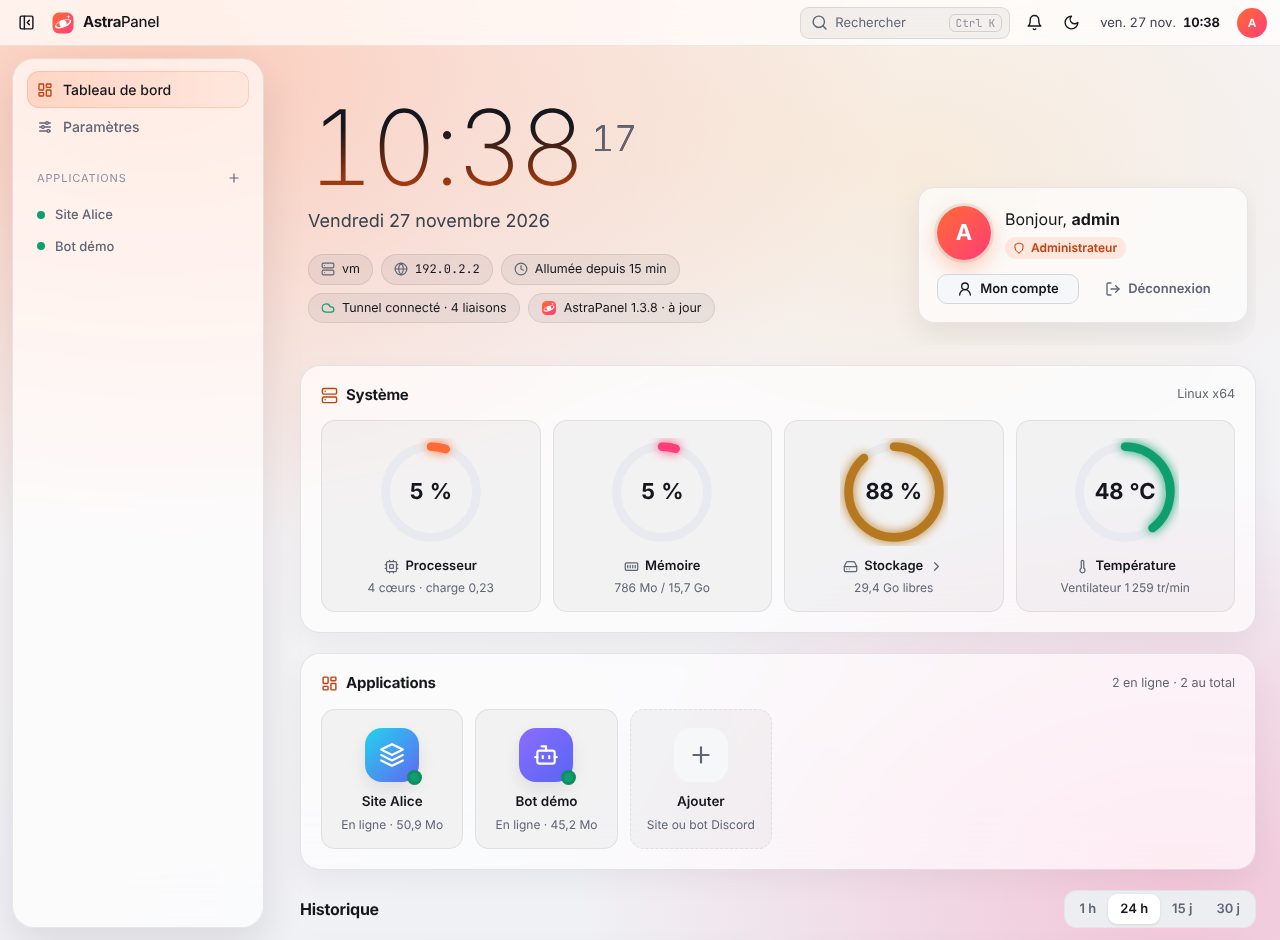 AstraPanel
Rechercher
Ctrl K
ven. 27 nov. 10:38
A
Tableau de bord
Paramètres
APPLICATIONS
Site Alice
Bot démo
10:38 17
Vendredi 27 novembre 2026
vm
192.0.2.2
Allumée depuis 15 min
Tunnel connecté · 4 liaisons
AstraPanel 1.3.8 · à jour
A
Bonjour, admin
Administrateur
Mon compte
Déconnexion
Système
Linux x64
5 %
Processeur
4 cœurs · charge 0,23
5 %
Mémoire
786 Mo / 15,7 Go
88 %
Stockage
29,4 Go libres
48 °C
Température
Ventilateur 1 259 tr/min
Applications
2 en ligne · 2 au total
Site Alice
En ligne · 50,9 Mo
Bot démo
En ligne · 45,2 Mo
Ajouter
Site ou bot Discord
Historique
1 h
24 h
15 j
30 j